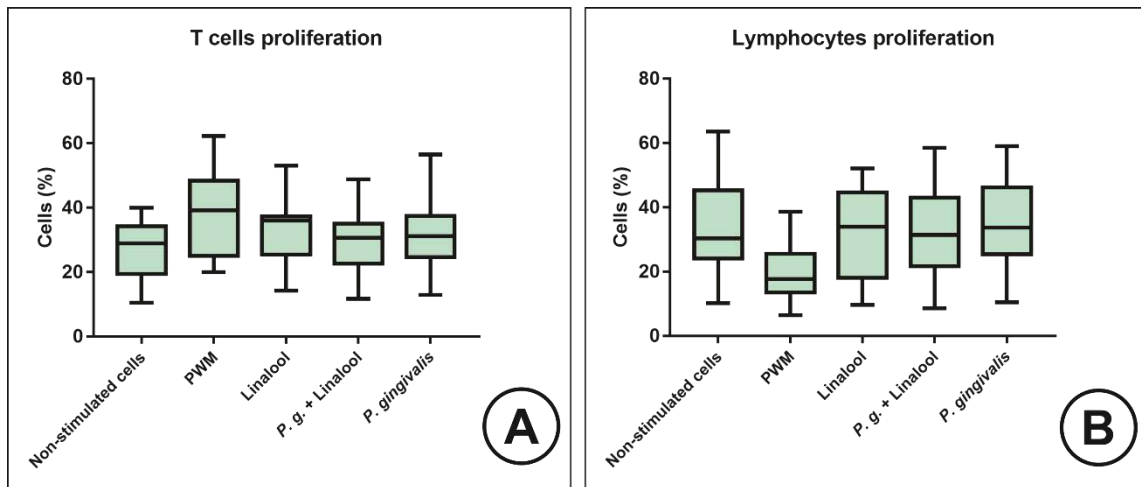 T cells proliferation
80
60
40
20
0
Cells (%)
Non-stimulated cells
PWM
Linalool
P. g. + Linalool
P. gingivalis
A
Lymphocytes proliferation
80
60
40
20
0
Cells (%)
Non-stimulated cells
PWM
Linalool
P. g. + Linalool
P. gingivalis
B